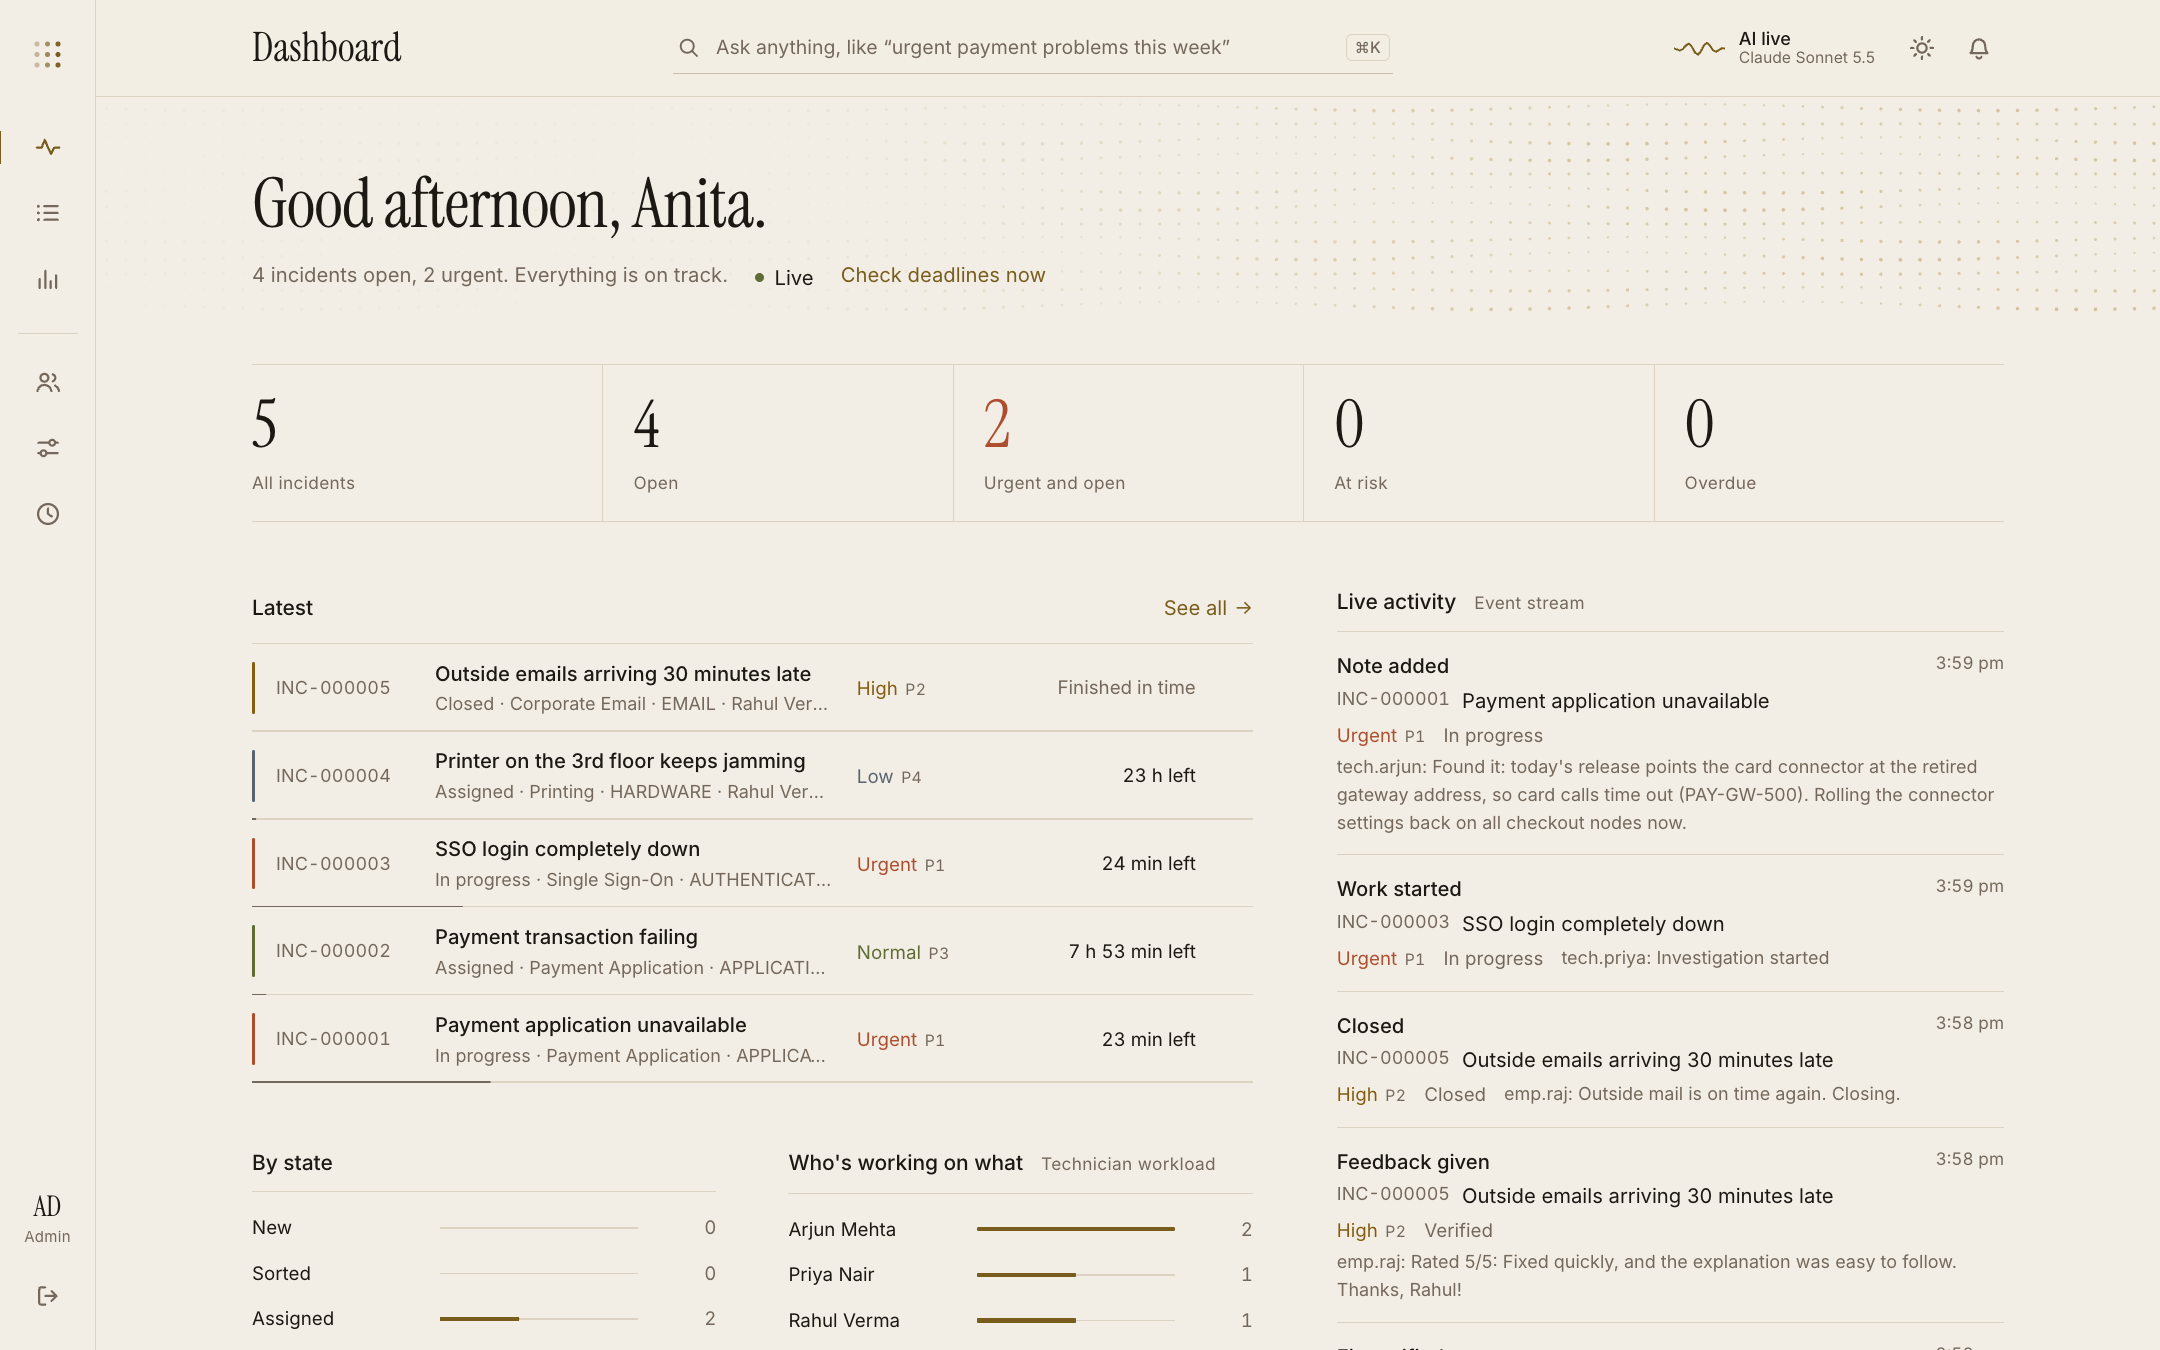 Dashboard
Ask anything, like “urgent payment problems this week”
⌘K
AI live
Claude Sonnet 5.5
Good afternoon, Anita.
4 incidents open, 2 urgent. Everything is on track.
Live
Check deadlines now
5
All incidents
4
Open
2
Urgent and open
0
At risk
0
Overdue
Latest
See all →
INC-000005
Outside emails arriving 30 minutes late
Closed · Corporate Email · EMAIL · Rahul Ver...
High P2
Finished in time
INC-000004
Printer on the 3rd floor keeps jamming
Assigned · Printing · HARDWARE · Rahul Ver...
Low P4
23 h left
INC-000003
SSO login completely down
In progress · Single Sign-On · AUTHENTICAT...
Urgent P1
24 min left
INC-000002
Payment transaction failing
Assigned · Payment Application · APPLICATI...
Normal P3
7 h 53 min left
INC-000001
Payment application unavailable
In progress · Payment Application · APPLICA...
Urgent P1
23 min left
By state
New 0
Sorted 0
Assigned 2
Who's working on what Technician workload
Arjun Mehta 2
Priya Nair 1
Rahul Verma 1
Live activity Event stream
Note added 3:59 pm
INC-000001 Payment application unavailable
Urgent P1 In progress
tech.arjun: Found it: today's release points the card connector at the retired
gateway address, so card calls time out (PAY-GW-500). Rolling the connector
settings back on all checkout nodes now.
Work started 3:59 pm
INC-000003 SSO login completely down
Urgent P1 In progress tech.priya: Investigation started
Closed 3:58 pm
INC-000005 Outside emails arriving 30 minutes late
High P2 Closed emp.raj: Outside mail is on time again. Closing.
Feedback given 3:58 pm
INC-000005 Outside emails arriving 30 minutes late
High P2 Verified
emp.raj: Rated 5/5: Fixed quickly, and the explanation was easy to follow.
Thanks, Rahul!
AD
Admin